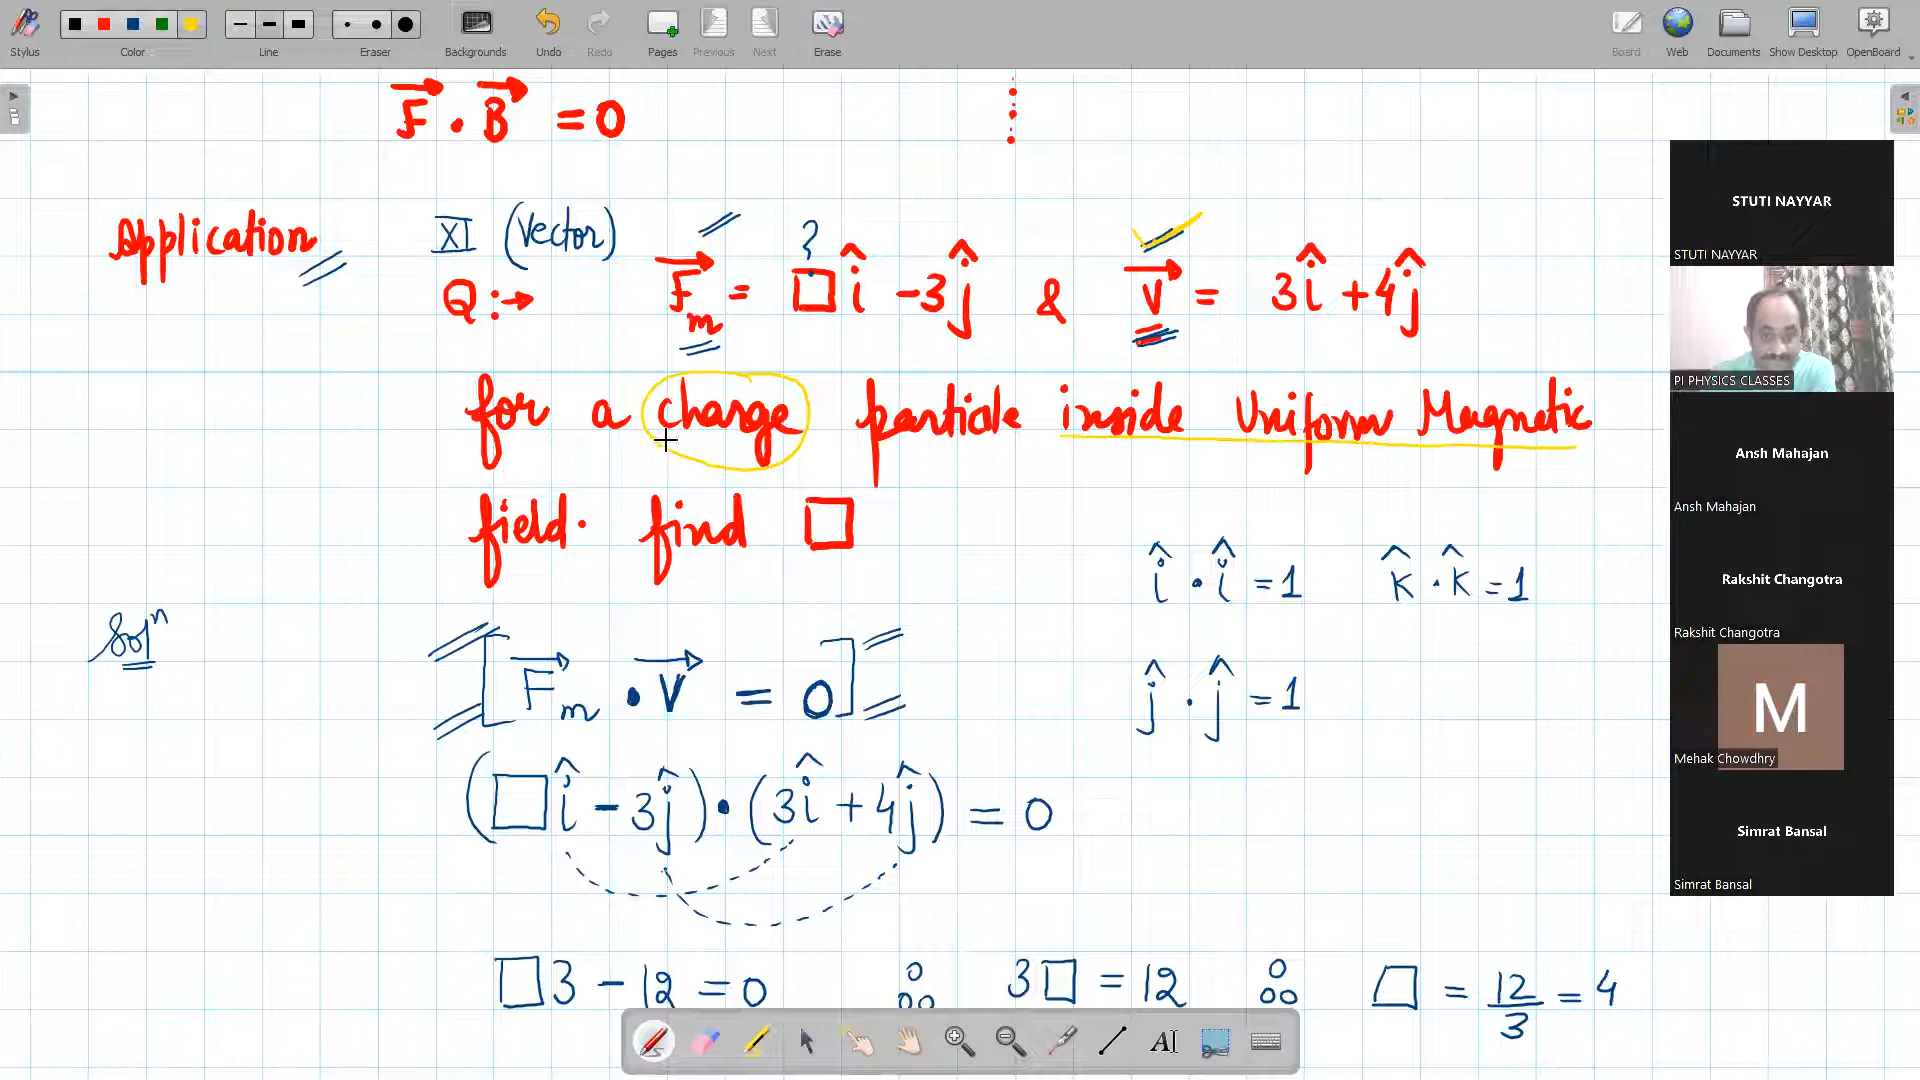 Stylus Color Line Eraser Backgrounds Undo Redo Pages Previous Next Erase Board Web Documents Show Desktop OpenBoard
F⃗ . B⃗ = 0
Application XI (Vector)
?
Q:→ F⃗m = □ î - 3ĵ & V⃗ = 3î + 4ĵ
for a charge particle inside Uniform Magnetic
field. find □
î . î = 1 k̂ . k̂ = 1
Solⁿ
[F⃗m . V⃗ = 0]
ĵ . ĵ = 1
(□ î - 3ĵ) . (3î + 4ĵ) = 0
□ 3 - 12 = 0 3 □ = 12 □ = 12/3 = 4
STUTI NAYYAR
STUTI NAYYAR
PI PHYSICS CLASSES
Ansh Mahajan
Ansh Mahajan
Rakshit Changotra
Rakshit Changotra
M
Mehak Chowdhry
Simrat Bansal
Simrat Bansal
AI